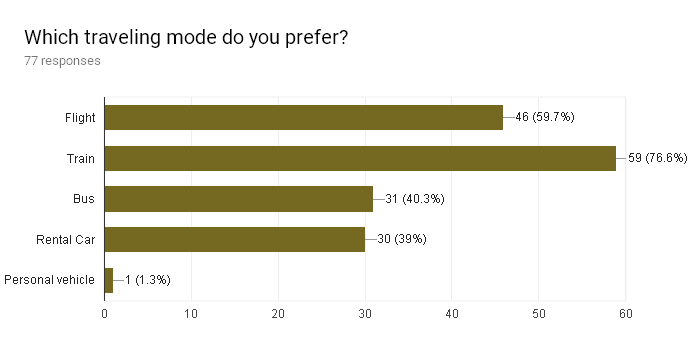 Which traveling mode do you prefer?
77 responses
Flight
46 (59.7%)
Train
59 (76.6%)
Bus
31 (40.3%)
Rental Car
30 (39%)
Personal vehicle
1 (1.3%)
0 10 20 30 40 50 60